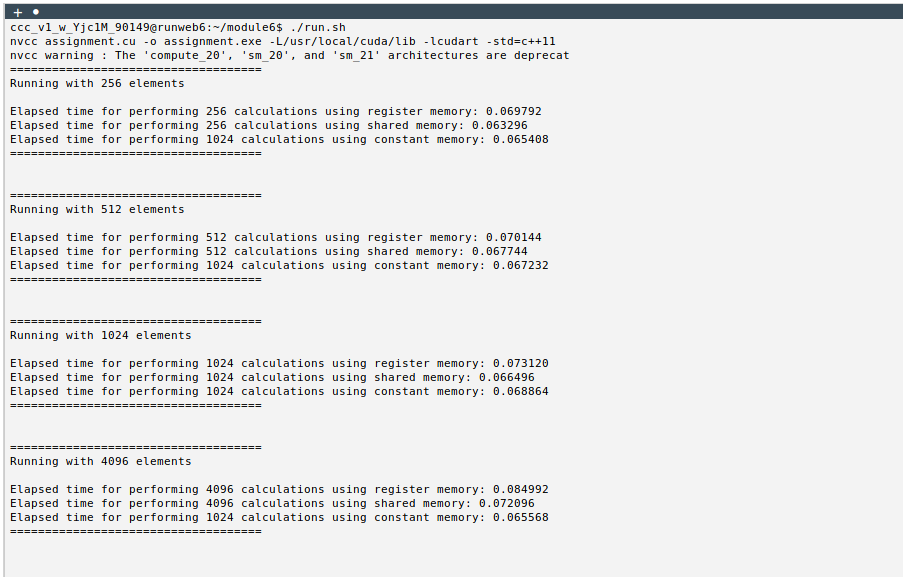 + ●
ccc_v1_w_Yjc1M_90149@runweb6:~/module6$ ./run.sh
nvcc assignment.cu -o assignment.exe -L/usr/local/cuda/lib -lcudart -std=c++11
nvcc warning : The 'compute_20', 'sm_20', and 'sm_21' architectures are deprecat
====================================
Running with 256 elements
Elapsed time for performing 256 calculations using register memory: 0.069792
Elapsed time for performing 256 calculations using shared memory: 0.063296
Elapsed time for performing 1024 calculations using constant memory: 0.065408
====================================
====================================
Running with 512 elements
Elapsed time for performing 512 calculations using register memory: 0.070144
Elapsed time for performing 512 calculations using shared memory: 0.067744
Elapsed time for performing 1024 calculations using constant memory: 0.067232
====================================
====================================
Running with 1024 elements
Elapsed time for performing 1024 calculations using register memory: 0.073120
Elapsed time for performing 1024 calculations using shared memory: 0.066496
Elapsed time for performing 1024 calculations using constant memory: 0.068864
====================================
====================================
Running with 4096 elements
Elapsed time for performing 4096 calculations using register memory: 0.084992
Elapsed time for performing 4096 calculations using shared memory: 0.072096
Elapsed time for performing 1024 calculations using constant memory: 0.065568
====================================